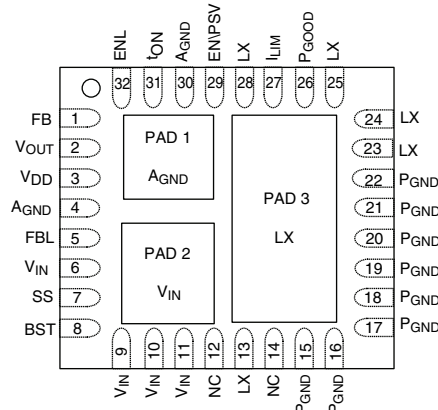 ENL tON AGND EN\PSV LX ILIM PGOOD LX
32 31 30 29 28 27 26 25
FB 1
VOUT 2
VDD 3
AGND 4
FBL 5
VIN 6
SS 7
BST 8
PAD 1
AGND
PAD 2
VIN
PAD 3
LX
24 LX
23 LX
22 PGND
21 PGND
20 PGND
19 PGND
18 PGND
17 PGND
9 10 11 12 13 14 15 16
VIN VIN VIN NC LX NC PGND PGND